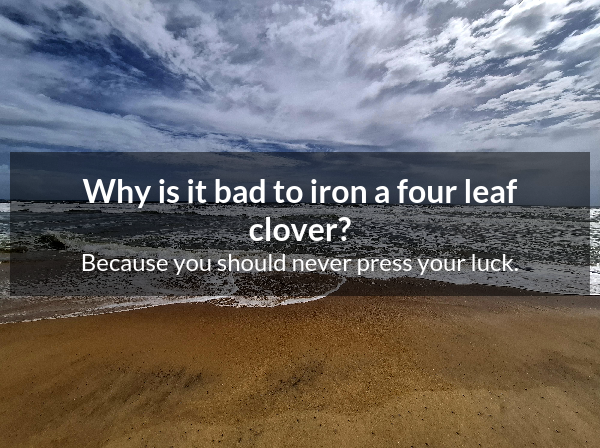 Why is it bad to iron a four leaf
clover?
Because you should never press your luck.